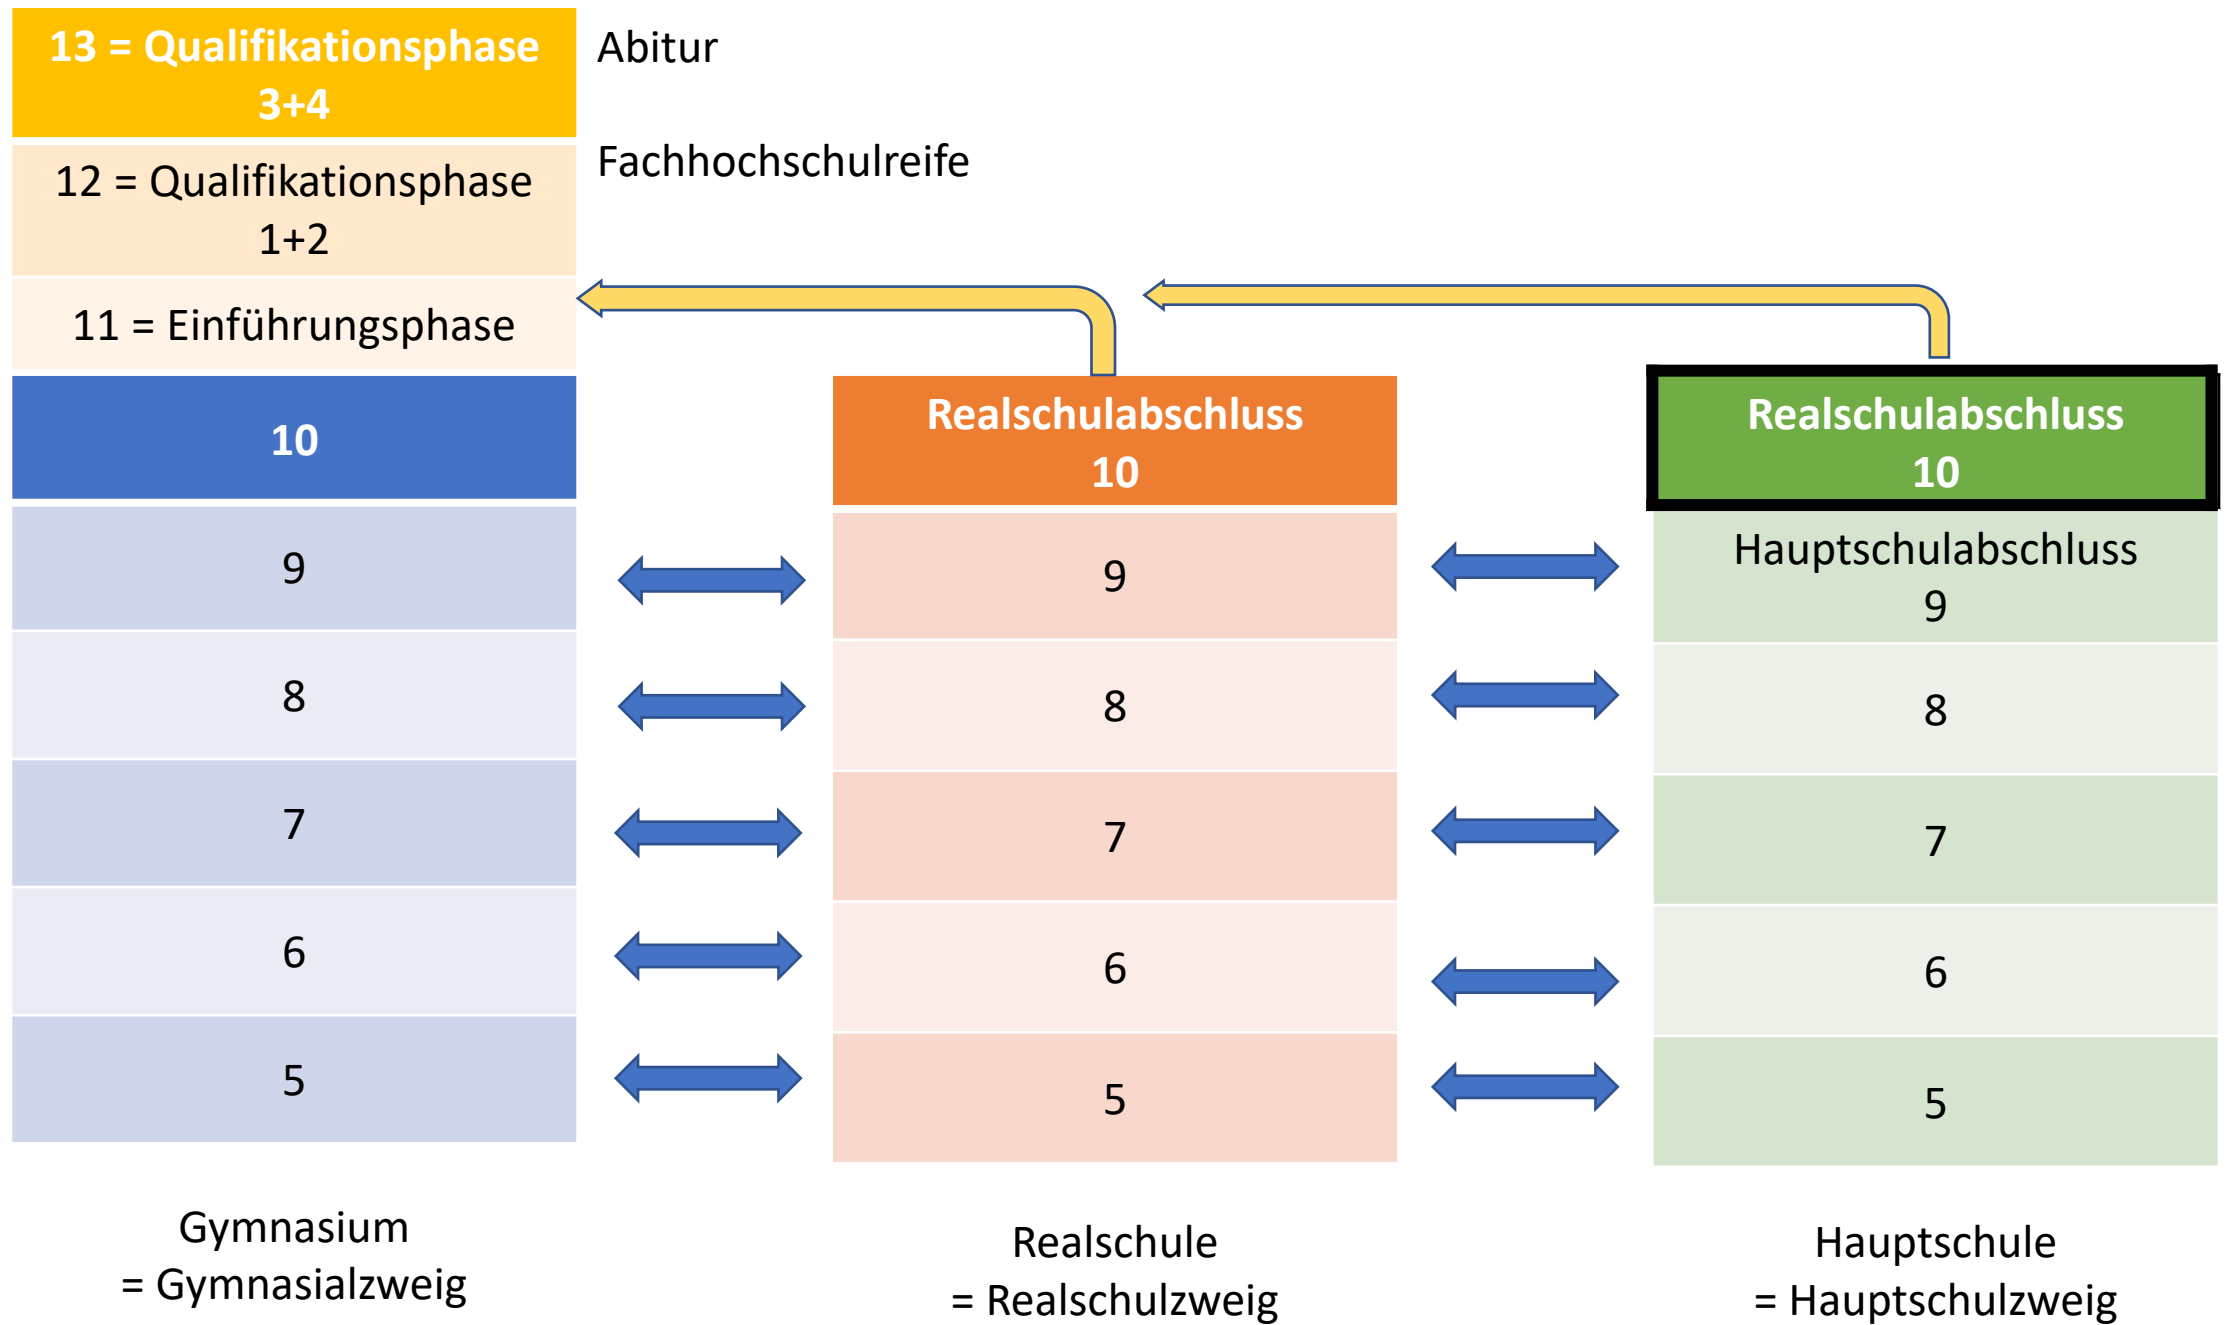 13 = Qualifikationsphase
3+4
Abitur
12 = Qualifikationsphase
1+2
Fachhochschulreife
11 = Einführungsphase
10
9
8
7
6
5
Gymnasium
= Gymnasialzweig
Realschulabschluss
10
9
8
7
6
5
Realschule
= Realschulzweig
Realschulabschluss
10
Hauptschulabschluss
9
8
7
6
5
Hauptschule
= Hauptschulzweig